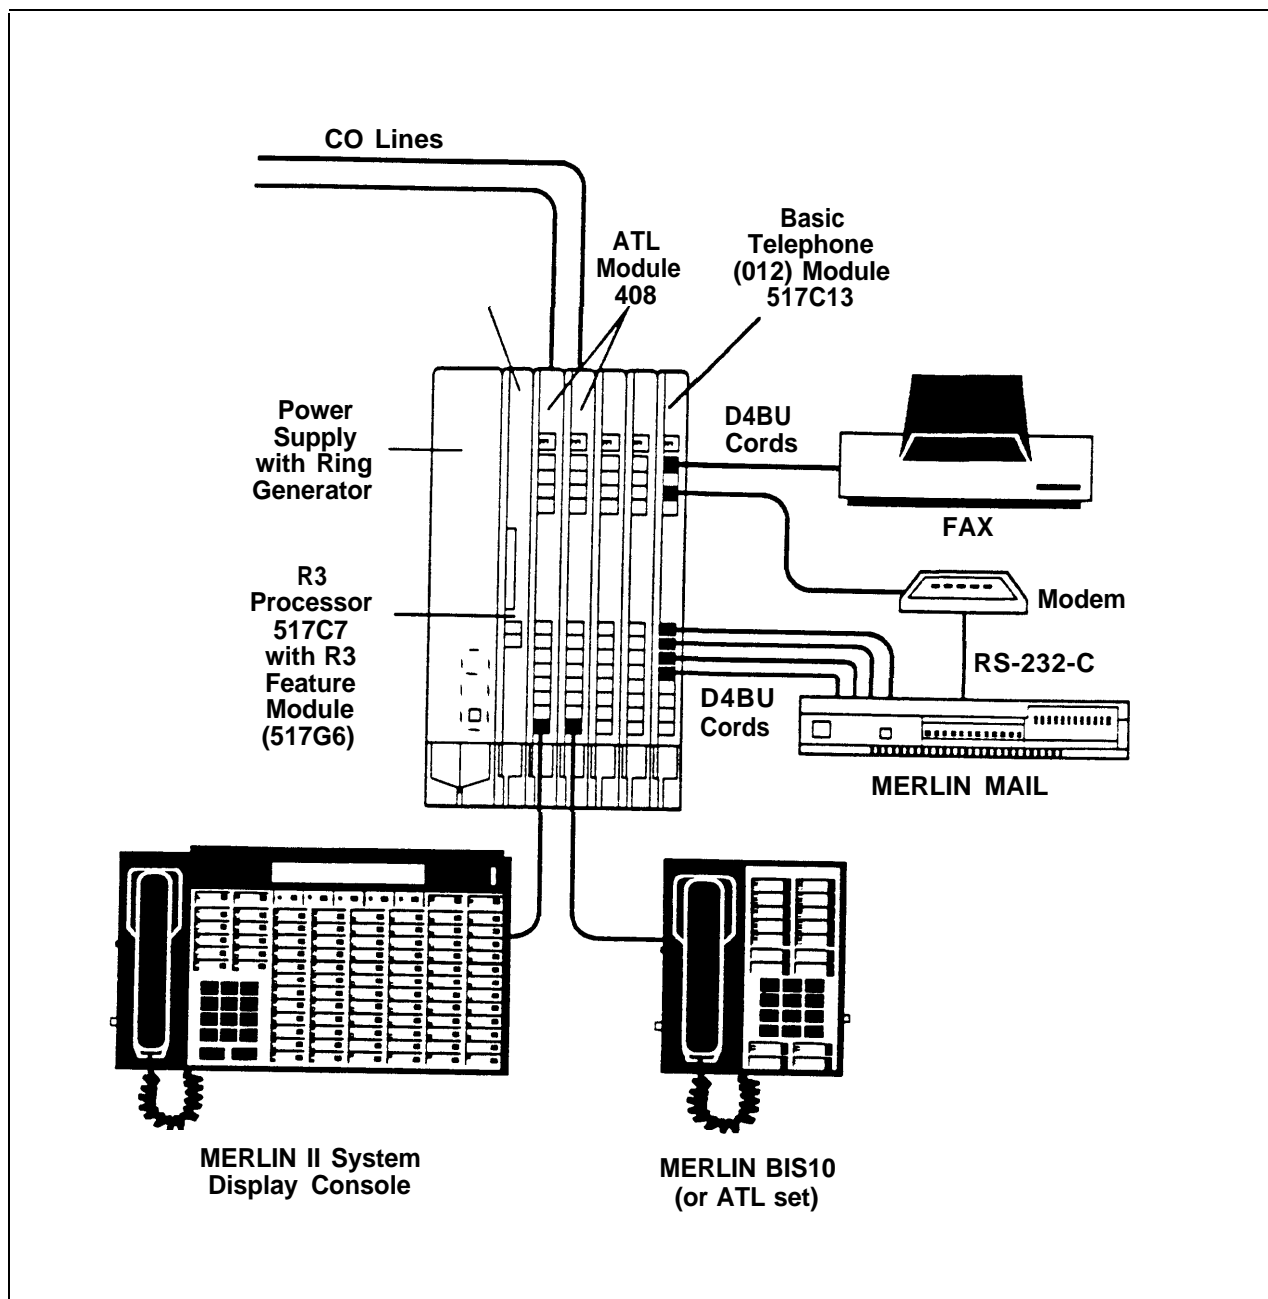 CO Lines
ATL
Module
408
Basic
Telephone
(012) Module
517C13
Power
Supply
with Ring
Generator
D4BU
Cords
FAX
R3
Processor
517C7
with R3
Feature
Module
(517G6)
Modem
RS-232-C
D4BU
Cords
MERLIN MAIL
MERLIN II System
Display Console
MERLIN BIS10
(or ATL set)